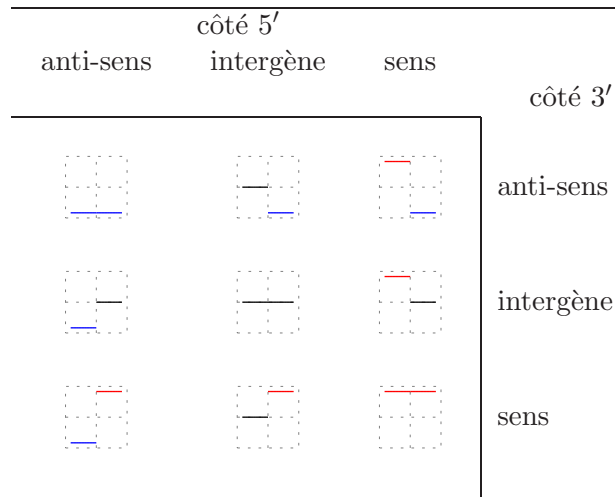 côté 5′
anti-sens intergène sens
côté 3′
anti-sens
intergène
sens